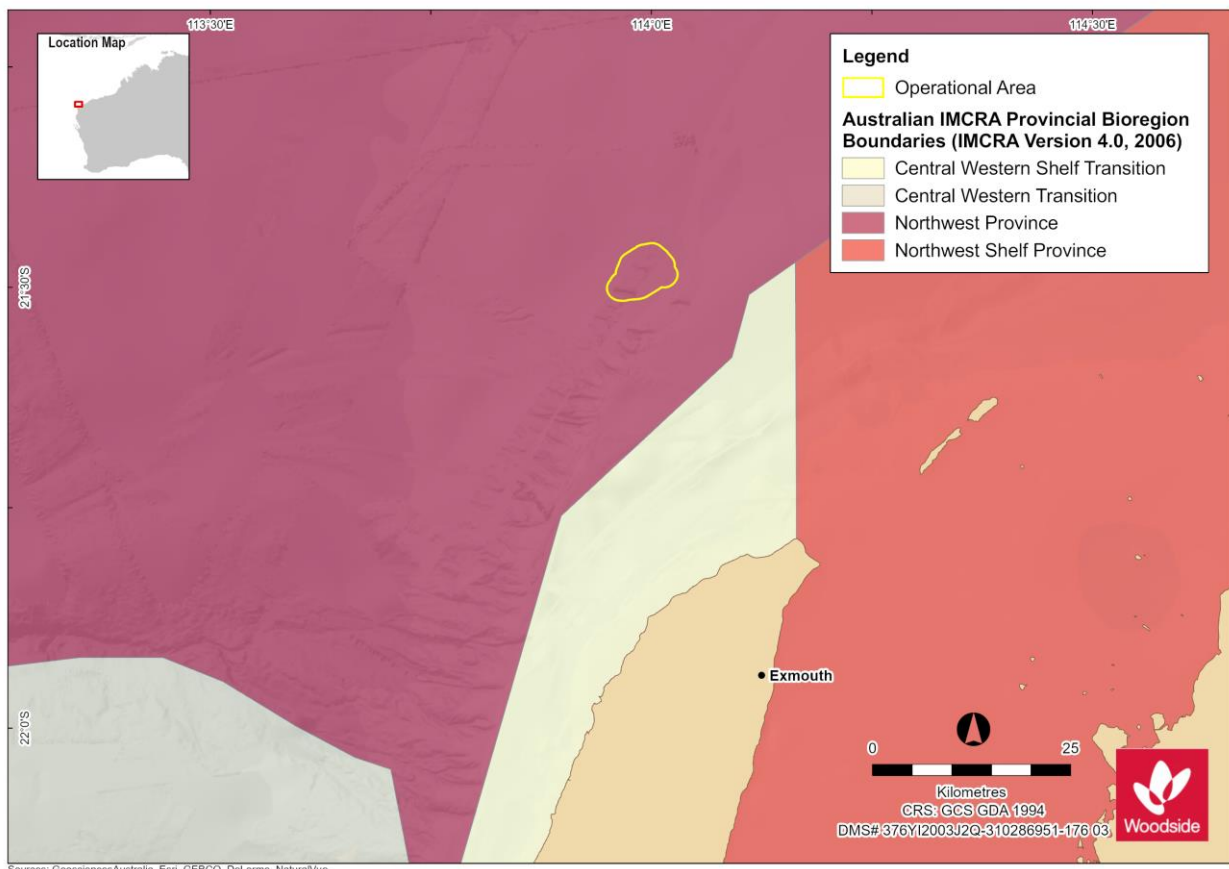 113°30'E
114°0'E
114°30'E
Location Map
Legend
Operational Area
Australian IMCRA Provincial Bioregion
Boundaries (IMCRA Version 4.0, 2006)
Central Western Shelf Transition
Central Western Transition
Northwest Province
Northwest Shelf Province
21°30'S
Exmouth
22°0'S
0
25
Kilometres
CRS: GCS GDA 1994
DMS# 376YI2003J2Q-310286951-176 03
Woodside